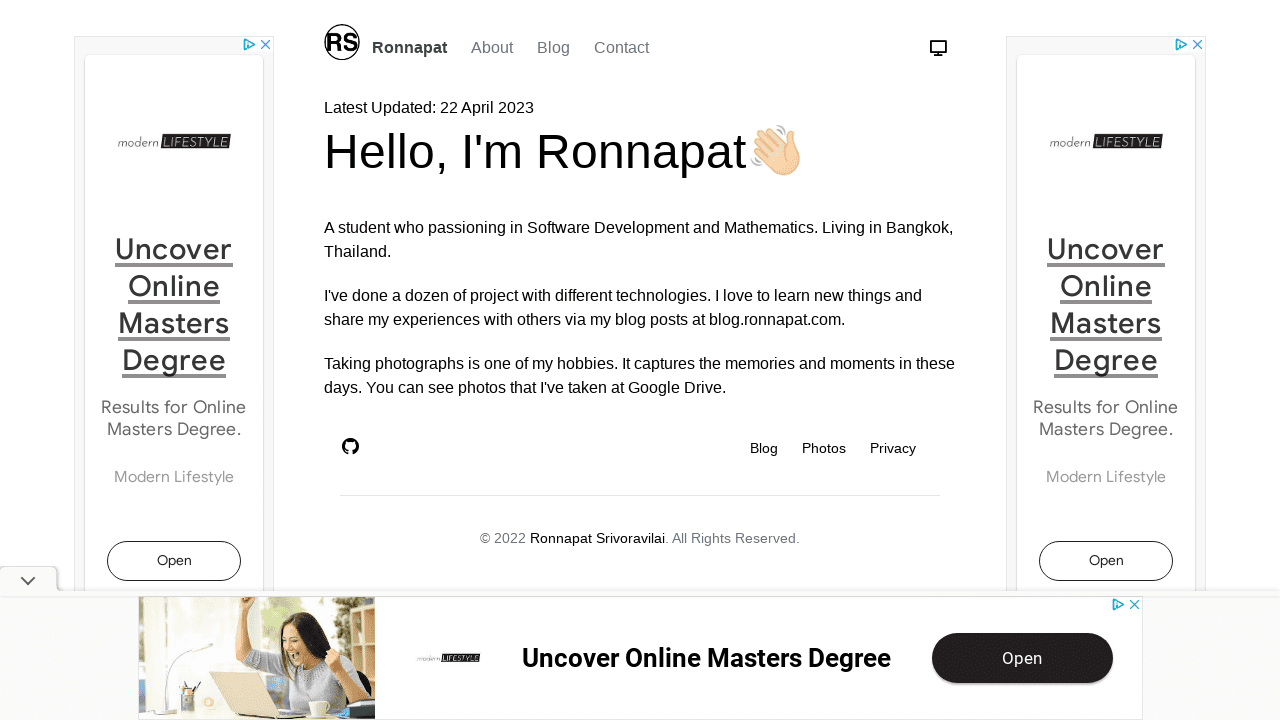 RS
Ronnapat
About
Blog
Contact
Latest Updated: 22 April 2023
Hello, I'm Ronnapat👋🏻
A student who passioning in Software Development and Mathematics. Living in Bangkok,
Thailand.
I've done a dozen of project with different technologies. I love to learn new things and
share my experiences with others via my blog posts at blog.ronnapat.com.
Taking photographs is one of my hobbies. It captures the memories and moments in these
days. You can see photos that I've taken at Google Drive.
Blog
Photos
Privacy
© 2022 Ronnapat Srivoravilai. All Rights Reserved.
modern LIFESTYLE
Uncover
Online
Masters
Degree
Results for Online
Masters Degree.
Modern Lifestyle
Open
modern LIFESTYLE
Uncover
Online
Masters
Degree
Results for Online
Masters Degree.
Modern Lifestyle
Open
modern LIFESTYLE
Uncover Online Masters Degree
Open